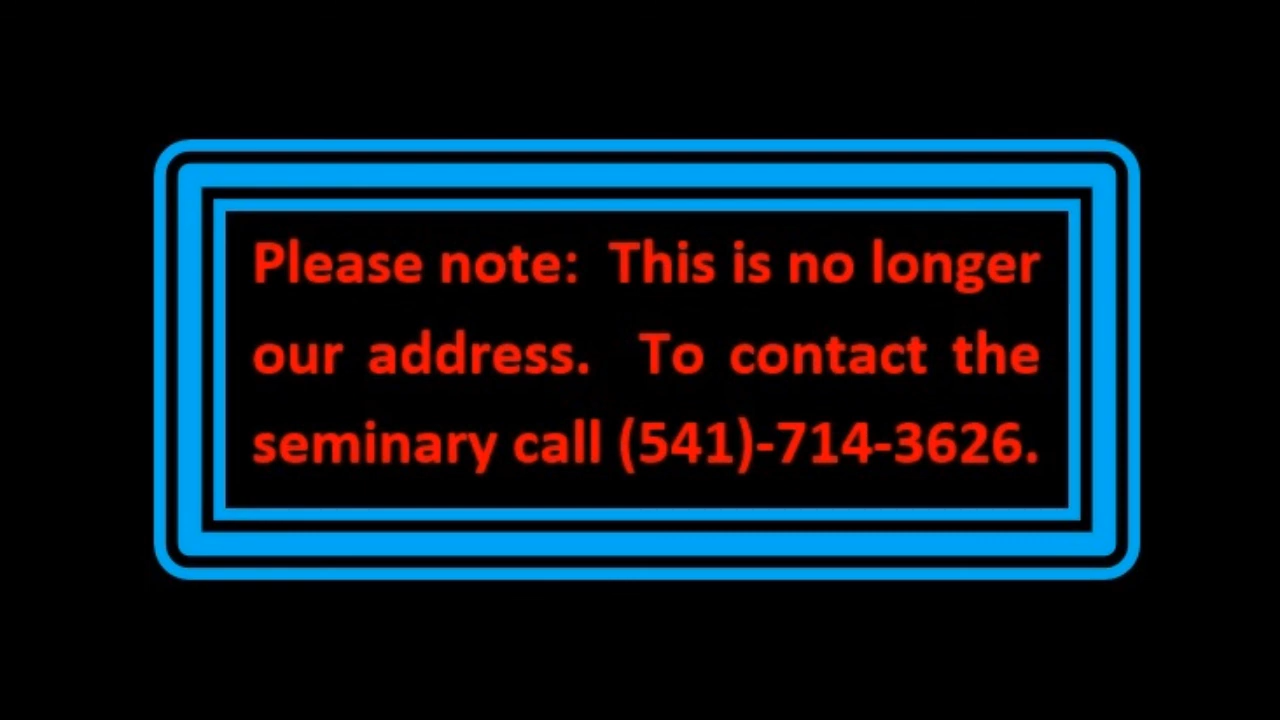 Please note:  This is no longer
our address.  To contact the
seminary call (541)-714-3626.